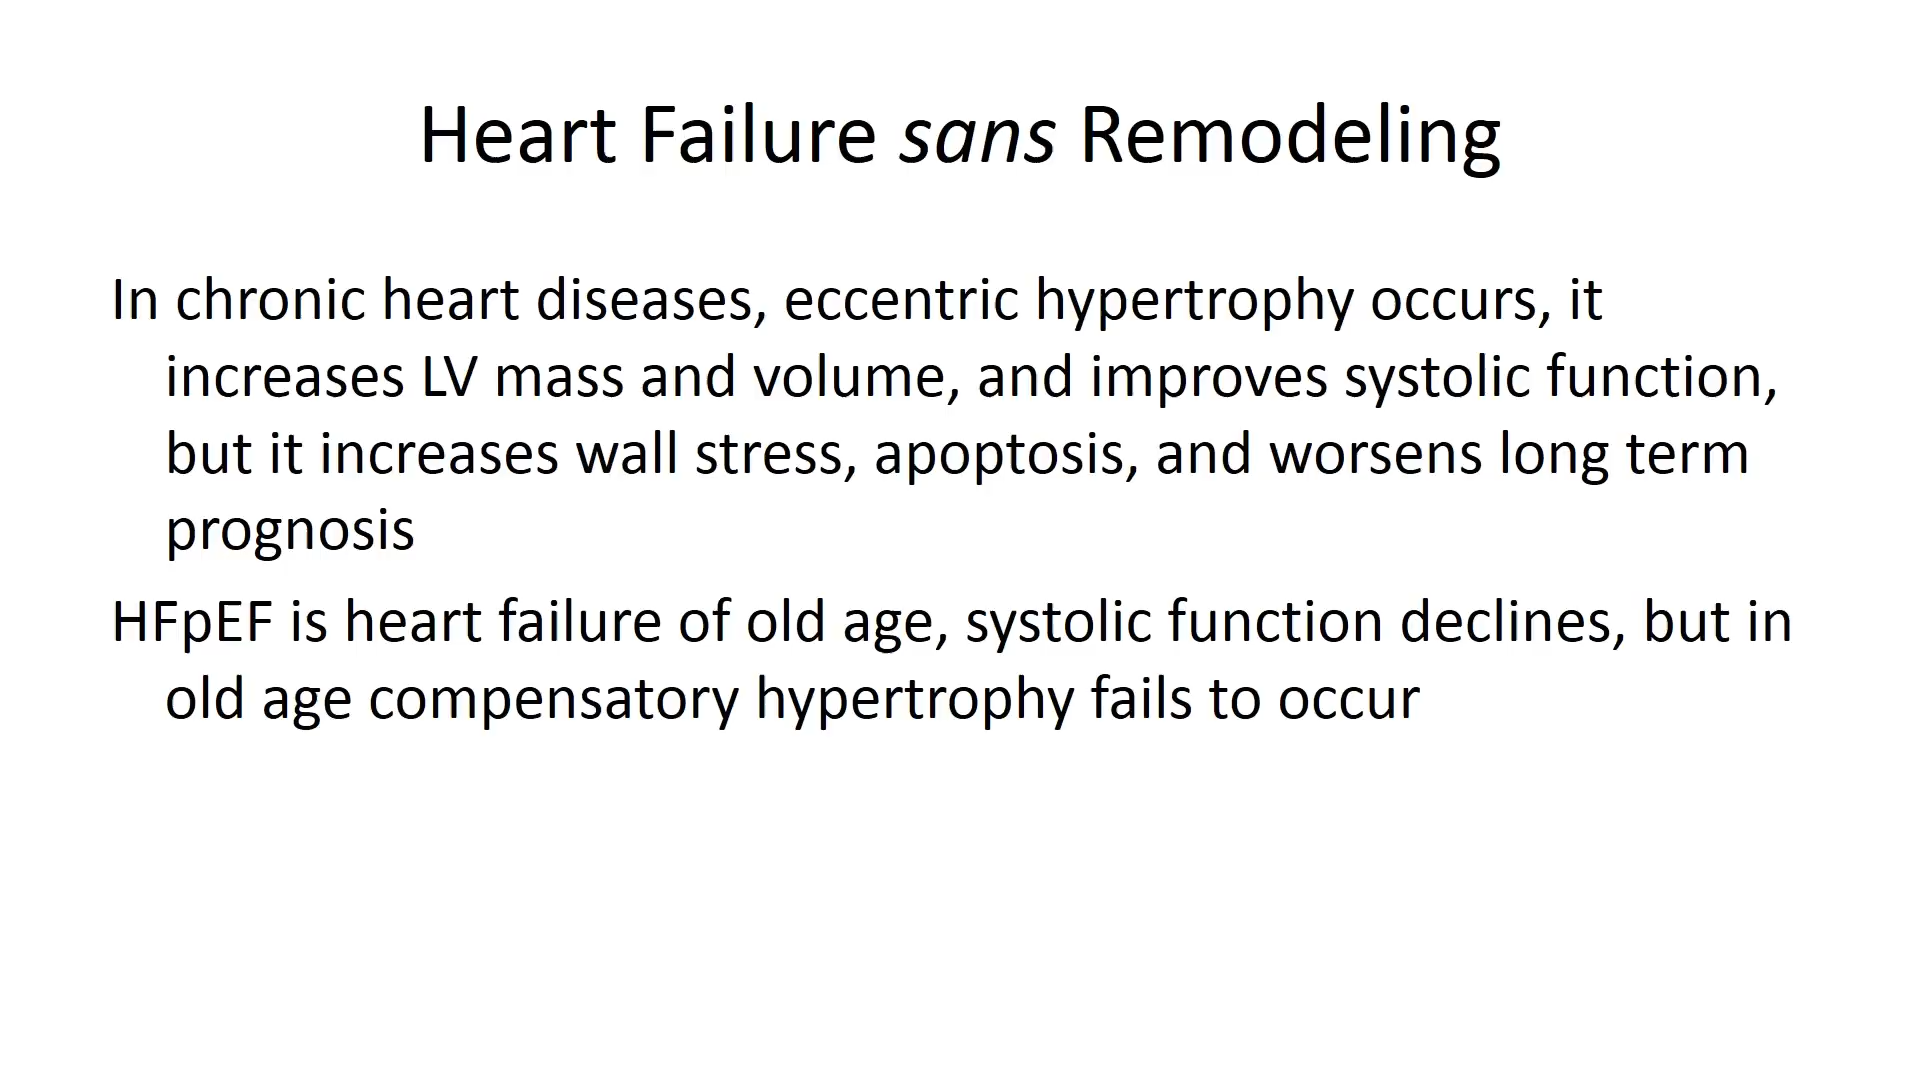 Heart Failure sans Remodeling
In chronic heart diseases, eccentric hypertrophy occurs, it
increases LV mass and volume, and improves systolic function,
but it increases wall stress, apoptosis, and worsens long term
prognosis
HFpEF is heart failure of old age, systolic function declines, but in
old age compensatory hypertrophy fails to occur